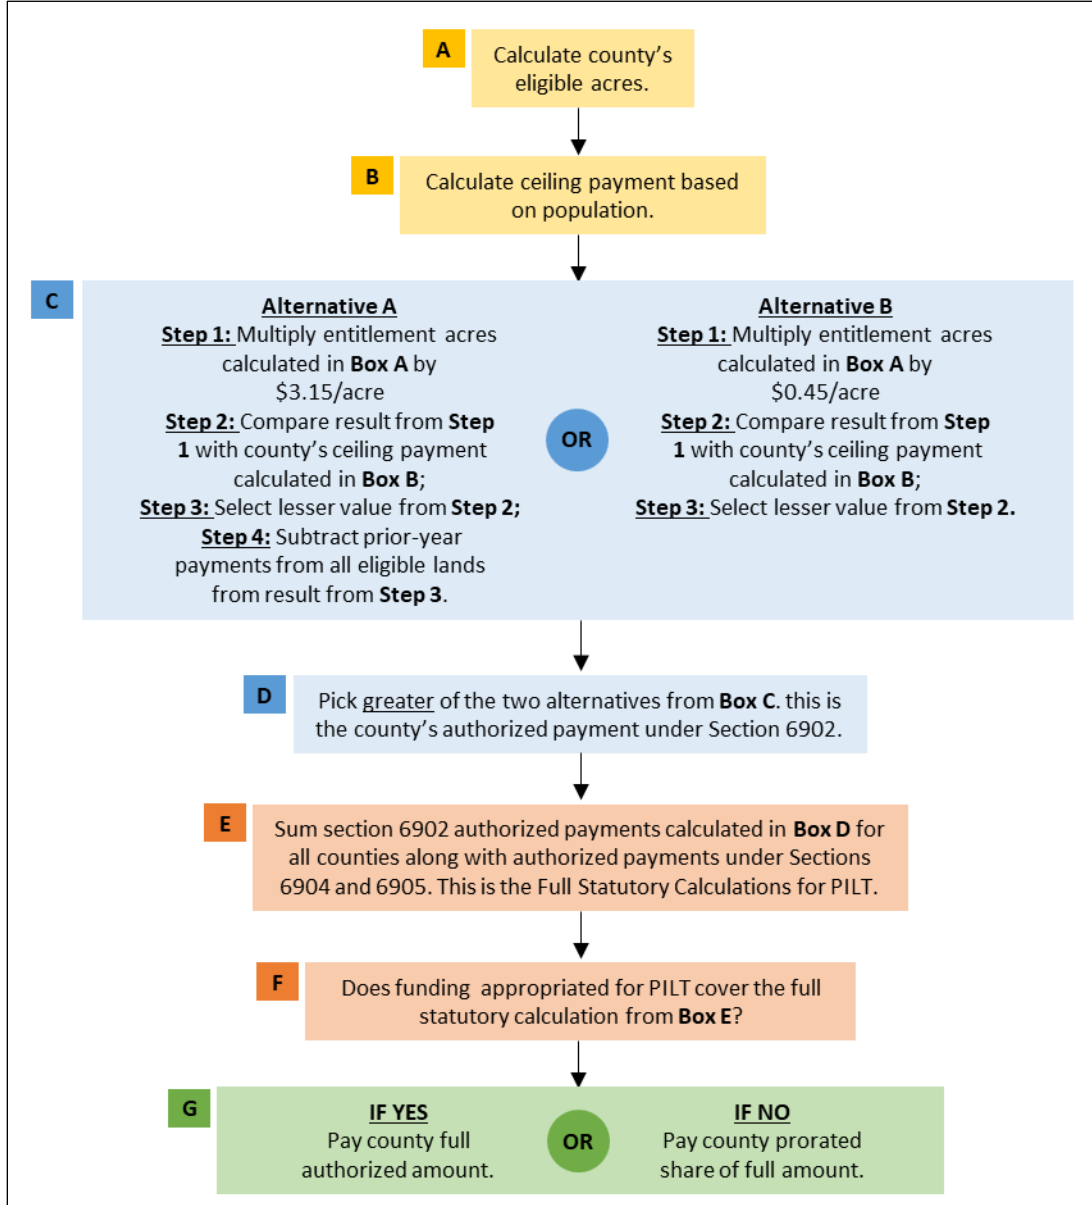 A
Calculate county's
eligible acres.
B
Calculate ceiling payment based
on population.
C
Alternative A
Step 1: Multiply entitlement acres
calculated in Box A by
$3.15/acre
Step 2: Compare result from Step
1 with county's ceiling payment
calculated in Box B;
Step 3: Select lesser value from Step 2;
Step 4: Subtract prior-year
payments from all eligible lands
from result from Step 3.
OR
Alternative B
Step 1: Multiply entitlement acres
calculated in Box A by
$0.45/acre
Step 2: Compare result from Step
1 with county's ceiling payment
calculated in Box B;
Step 3: Select lesser value from Step 2.
D
Pick greater of the two alternatives from Box C. this is
the county's authorized payment under Section 6902.
E
Sum section 6902 authorized payments calculated in Box D for
all counties along with authorized payments under Sections
6904 and 6905. This is the Full Statutory Calculations for PILT.
F
Does funding appropriated for PILT cover the full
statutory calculation from Box E?
G
IF YES
Pay county full
authorized amount.
OR
IF NO
Pay county prorated
share of full amount.